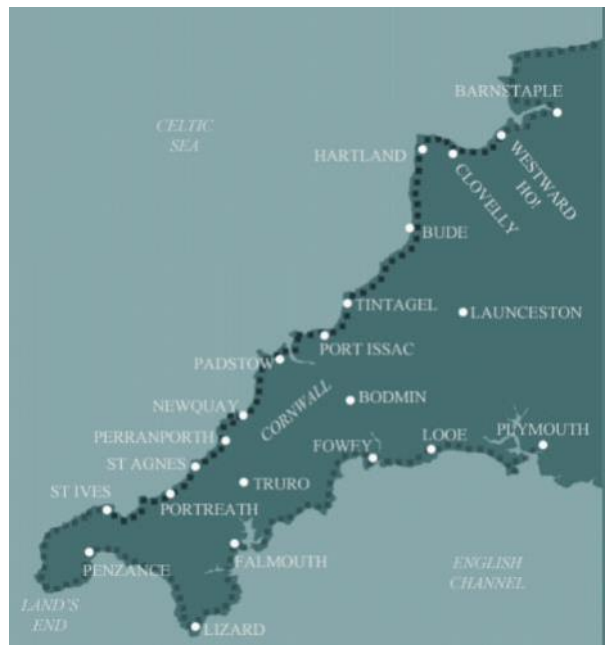 BARNSTAPLE
CELTIC
SEA
HARTLAND
CLOVELLY
WESTWARD
HO!
BUDE
TINTAGEL
LAUNCESTON
PORT ISSAC
PADSTOW
CORNWALL
BODMIN
NEWQUAY
PERRANPORTH
FOWEY
LOOE
PLYMOUTH
ST AGNES
ST IVES
TRURO
PORTREATH
FALMOUTH
PENZANCE
ENGLISH
CHANNEL
LAND'S
END
LIZARD